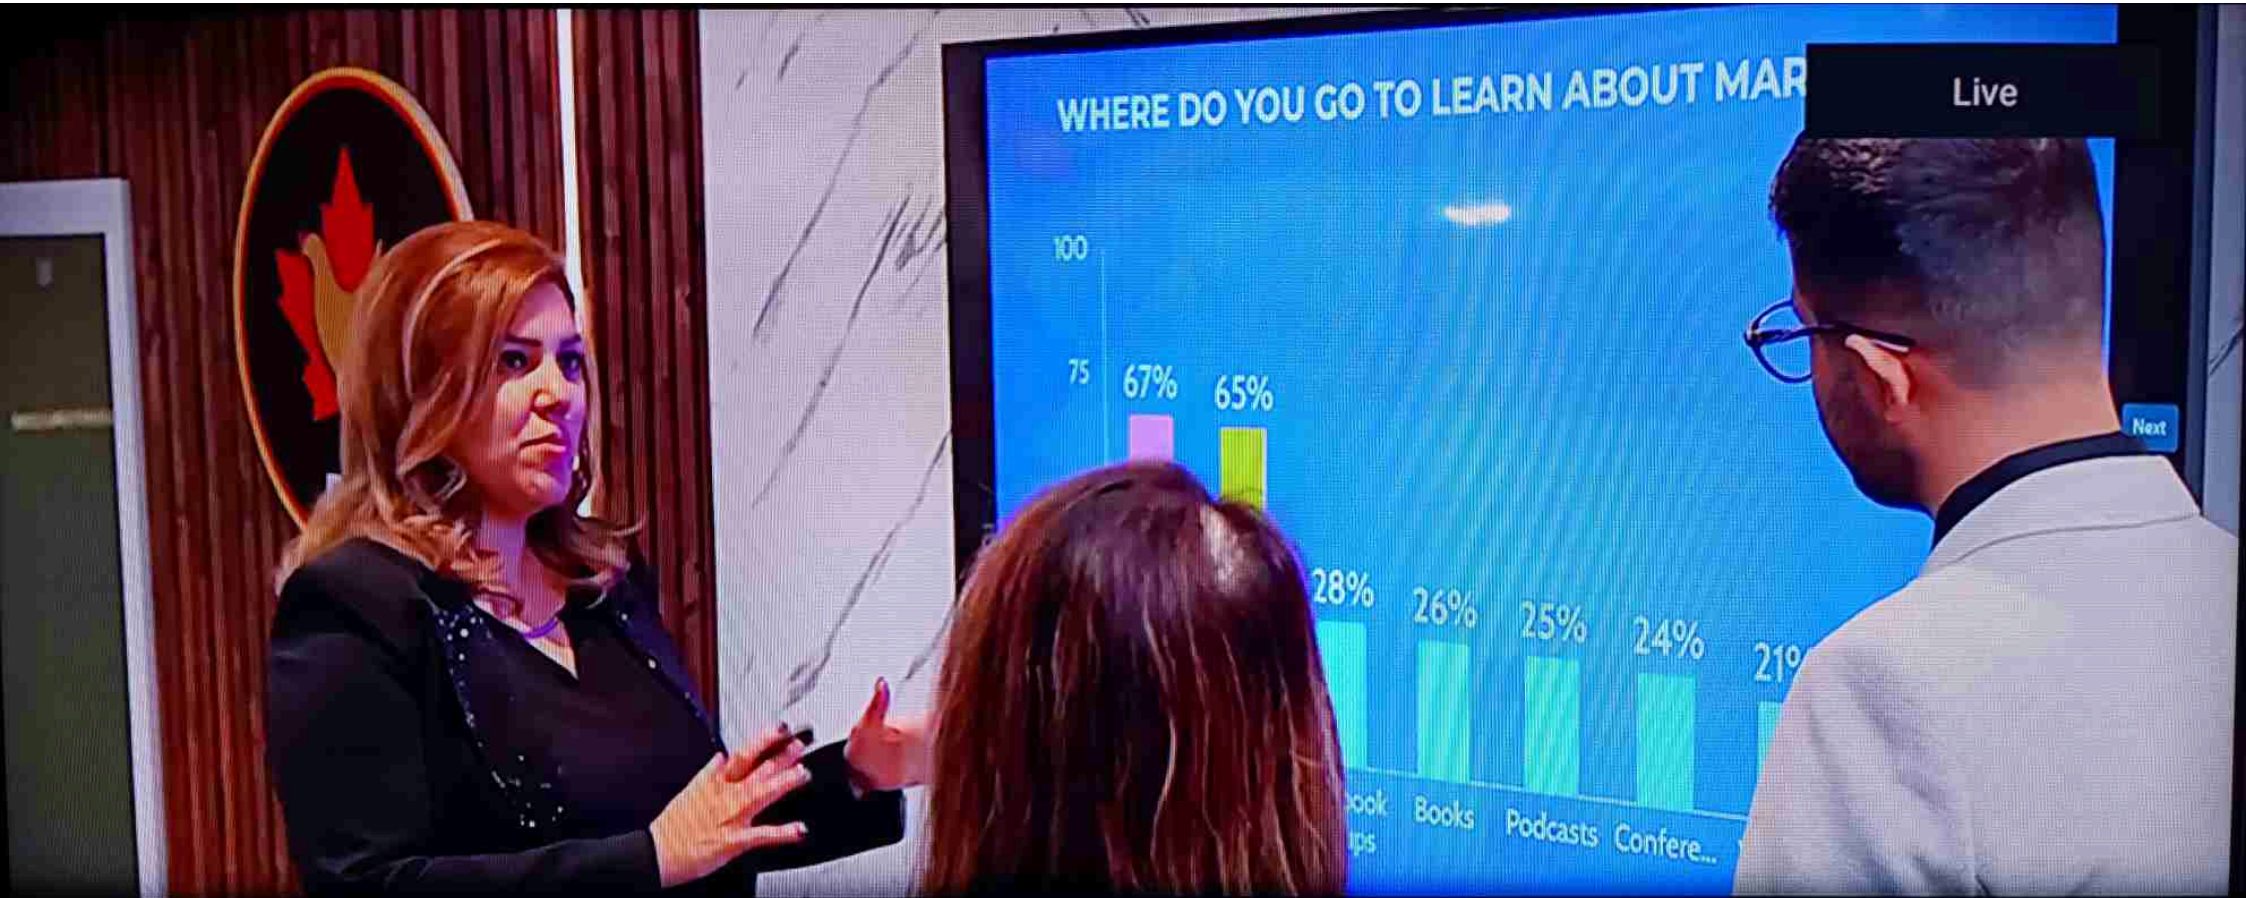 Live
WHERE DO YOU GO TO LEARN ABOUT MAR
100
75
67%
65%
28%
26%
25%
24%
21%
Next
Books
Podcasts
Confere...